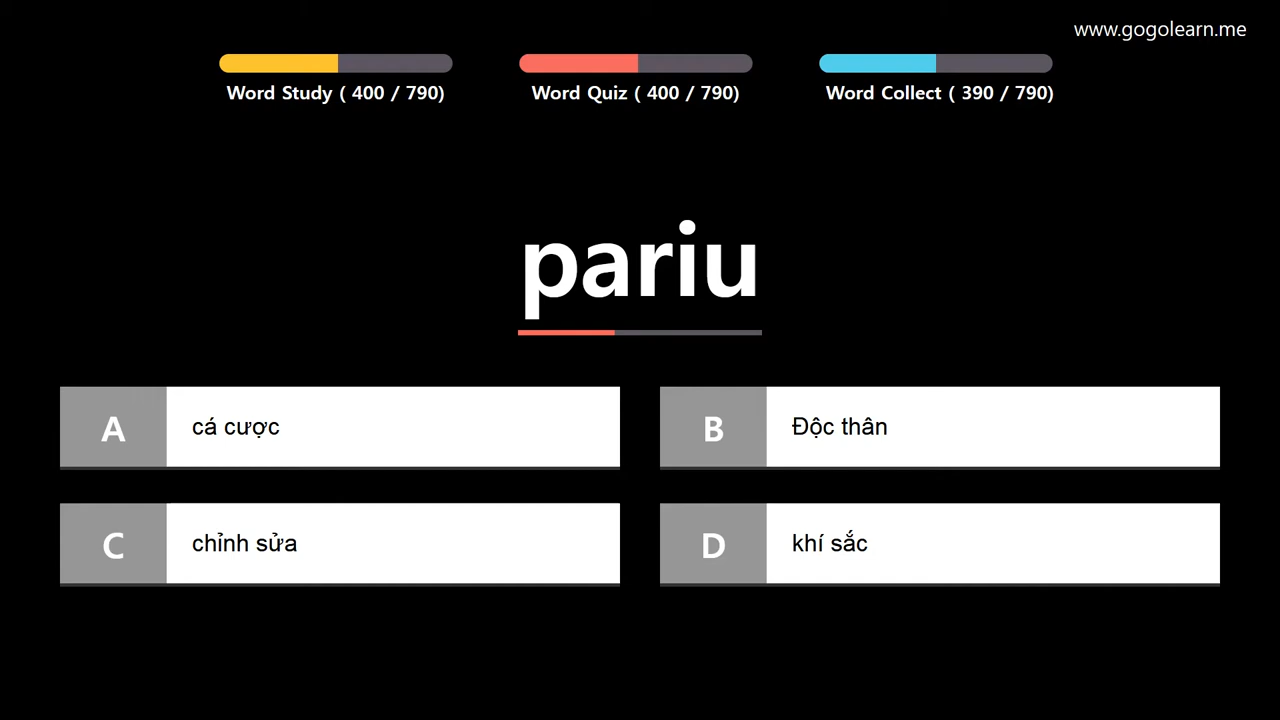 www.gogolearn.me
Word Study ( 400 / 790)
Word Quiz ( 400 / 790)
Word Collect ( 390 / 790)
pariu
A cá cược
B Độc thân
C chỉnh sửa
D khí sắc